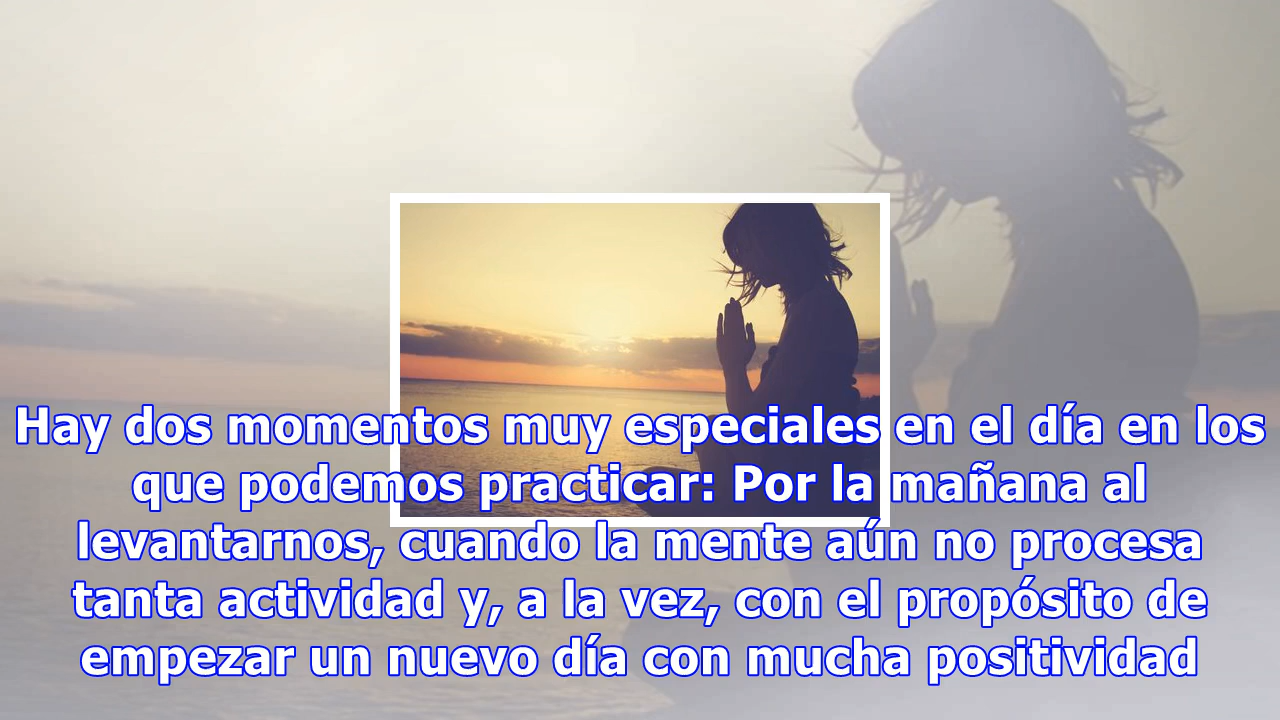 Hay dos momentos muy especiales en el día en los
que podemos practicar: Por la mañana al
levantarnos, cuando la mente aún no procesa
tanta actividad y, a la vez, con el propósito de
empezar un nuevo día con mucha positividad